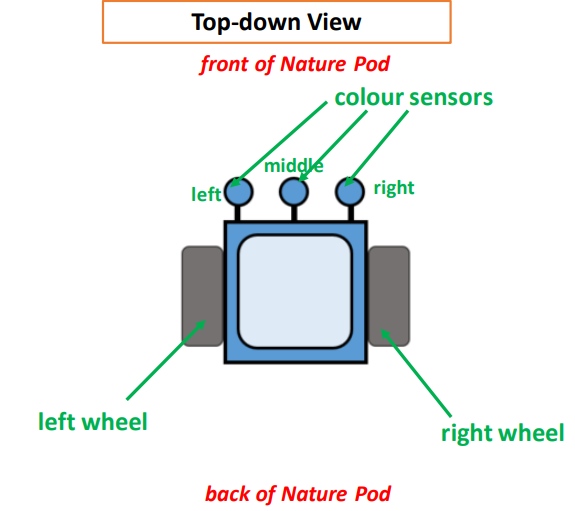 Top-down View
front of Nature Pod
colour sensors
middle
left
right
left wheel
right wheel
back of Nature Pod